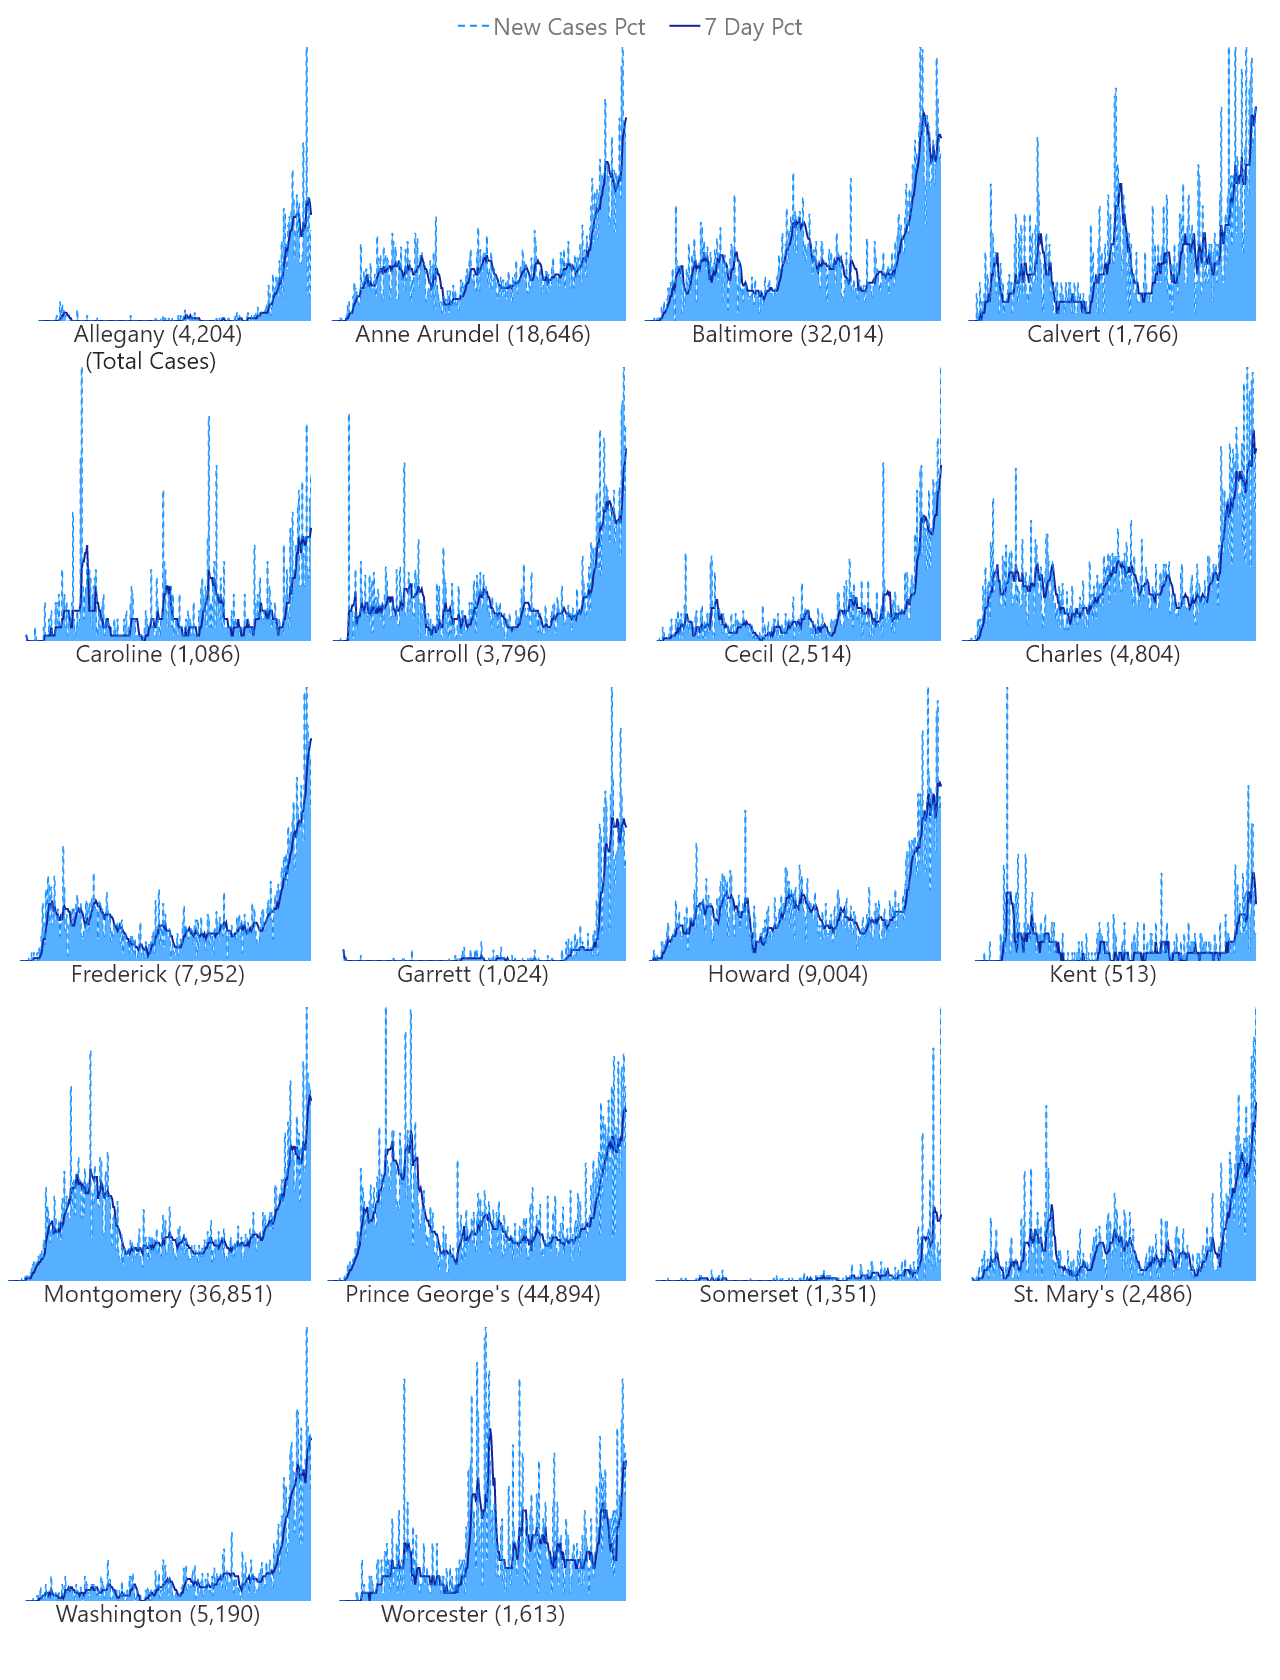 New Cases Pct 7 Day Pct
Allegany (4,204)
(Total Cases)
Anne Arundel (18,646)
Baltimore (32,014)
Calvert (1,766)
Caroline (1,086)
Carroll (3,796)
Cecil (2,514)
Charles (4,804)
Frederick (7,952)
Garrett (1,024)
Howard (9,004)
Kent (513)
Montgomery (36,851)
Prince George's (44,894)
Somerset (1,351)
St. Mary's (2,486)
Washington (5,190)
Worcester (1,613)